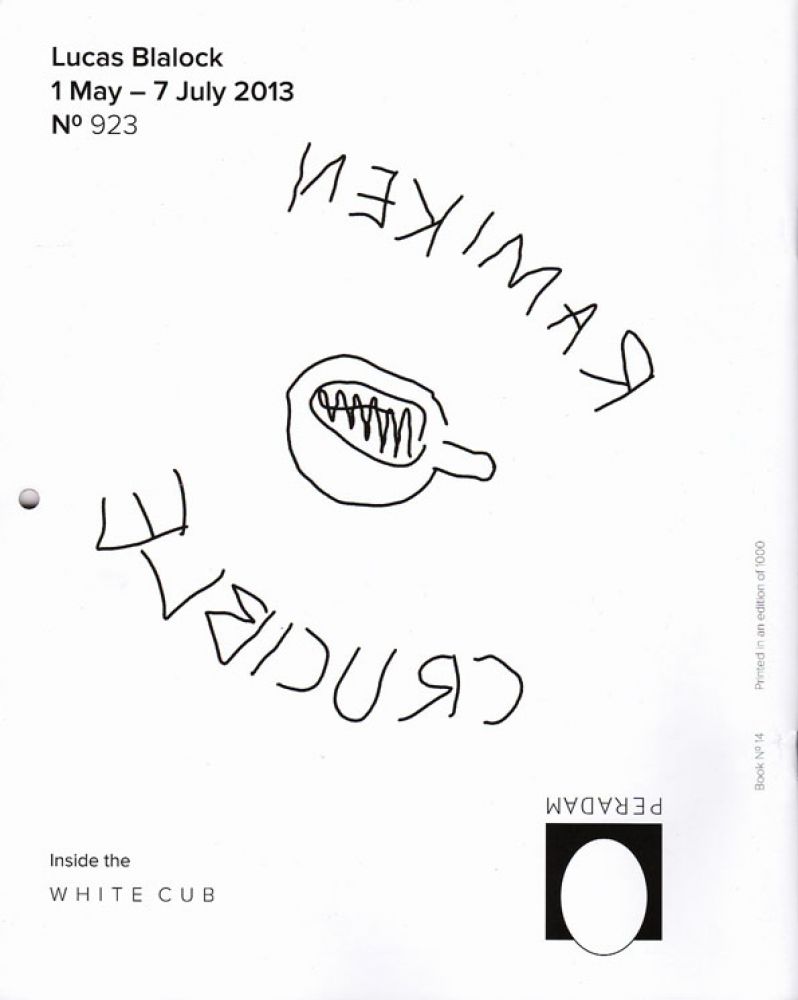 Lucas Blalock
1 May – 7 July 2013
Nº 923
RAMIKEN
CRUCIBLE
Printed in an edition of 1000
Book Nº 14
PERADAM
Inside the
WHITE CUB